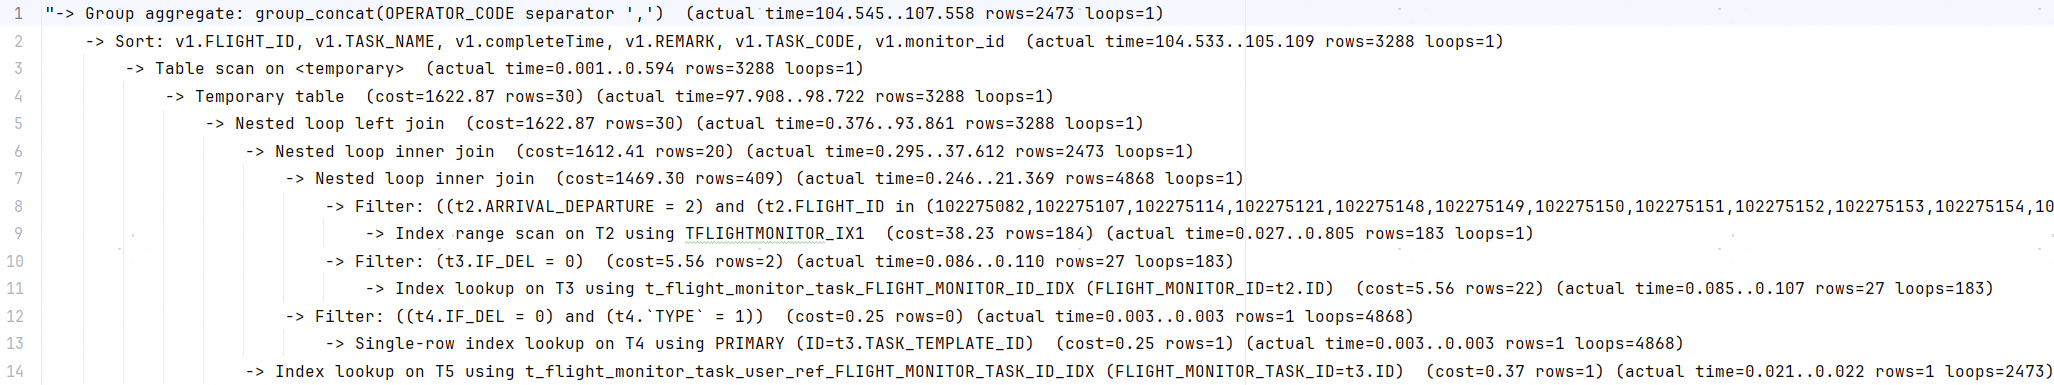 1 "-> Group aggregate: group_concat(OPERATOR_CODE separator ',')  (actual time=104.545..107.558 rows=2473 loops=1)
2 -> Sort: v1.FLIGHT_ID, v1.TASK_NAME, v1.completeTime, v1.REMARK, v1.TASK_CODE, v1.monitor_id  (actual time=104.533..105.109 rows=3288 loops=1)
3 -> Table scan on <temporary>  (actual time=0.001..0.594 rows=3288 loops=1)
4 -> Temporary table  (cost=1622.87 rows=30) (actual time=97.908..98.722 rows=3288 loops=1)
5 -> Nested loop left join  (cost=1622.87 rows=30) (actual time=0.376..93.861 rows=3288 loops=1)
6 -> Nested loop inner join  (cost=1612.41 rows=20) (actual time=0.295..37.612 rows=2473 loops=1)
7 -> Nested loop inner join  (cost=1469.30 rows=409) (actual time=0.246..21.369 rows=4868 loops=1)
8 -> Filter: ((t2.ARRIVAL_DEPARTURE = 2) and (t2.FLIGHT_ID in (102275082,102275107,102275114,102275121,102275148,102275149,102275150,102275151,102275152,102275153,102275154,10
9 -> Index range scan on T2 using TFLIGHTMONITOR_IX1  (cost=38.23 rows=184) (actual time=0.027..0.805 rows=183 loops=1)
10 -> Filter: (t3.IF_DEL = 0)  (cost=5.56 rows=2) (actual time=0.086..0.110 rows=27 loops=183)
11 -> Index lookup on T3 using t_flight_monitor_task_FLIGHT_MONITOR_ID_IDX (FLIGHT_MONITOR_ID=t2.ID)  (cost=5.56 rows=22) (actual time=0.085..0.107 rows=27 loops=183)
12 -> Filter: ((t4.IF_DEL = 0) and (t4.`TYPE` = 1))  (cost=0.25 rows=0) (actual time=0.003..0.003 rows=1 loops=4868)
13 -> Single-row index lookup on T4 using PRIMARY (ID=t3.TASK_TEMPLATE_ID)  (cost=0.25 rows=1) (actual time=0.003..0.003 rows=1 loops=4868)
14 -> Index lookup on T5 using t_flight_monitor_task_user_ref_FLIGHT_MONITOR_TASK_ID_IDX (FLIGHT_MONITOR_TASK_ID=t3.ID)  (cost=0.37 rows=1) (actual time=0.021..0.022 rows=1 loops=2473)